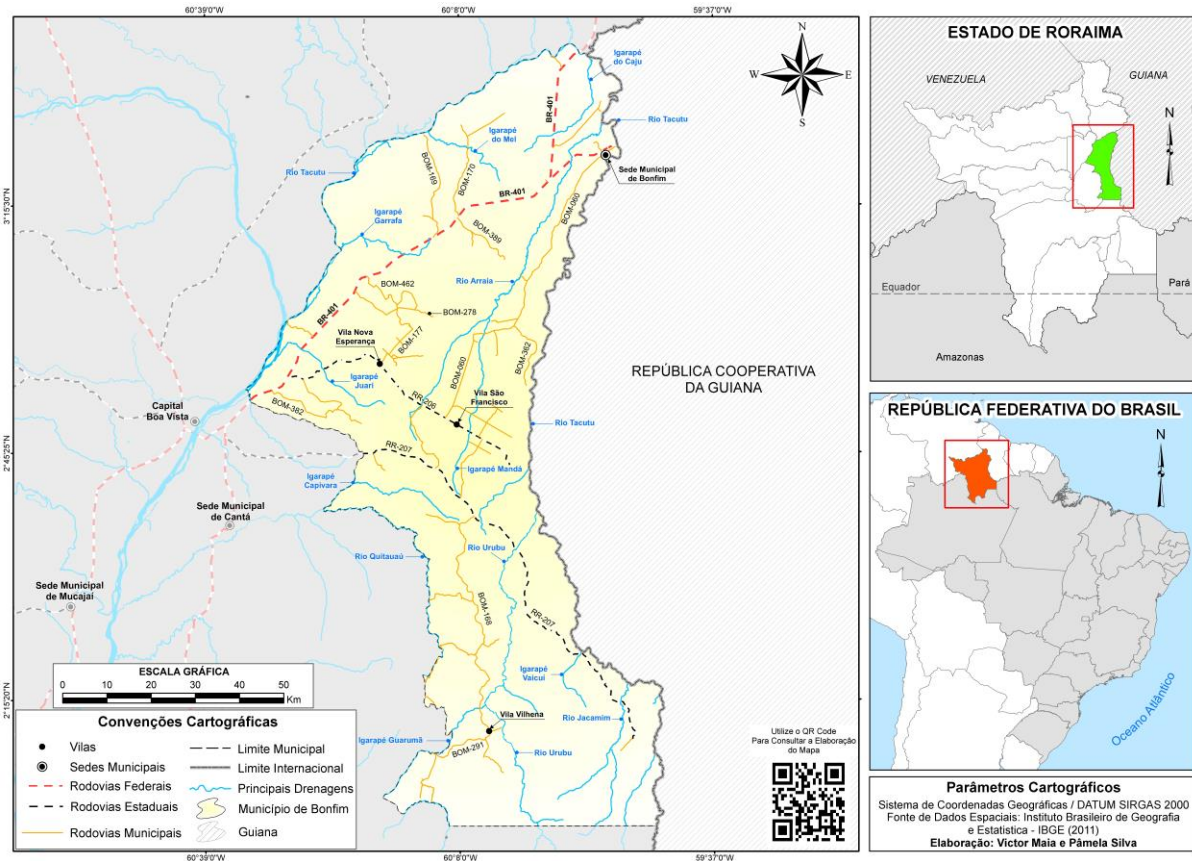 60°39'0"W
60°8'0"W
59°37'0"W
3°15'30"N
2°45'25"N
2°15'20"N
N
W
E
S
Igarapé
do Caju
BR-401
Rio Tacutu
Igarapé
do Mel
Sede Municipal
de Bonfim
Rio Tacutu
BOM-169
BOM-170
BR-401
BOM-060
Igarapé
Garrafa
BOM-389
Rio Arraia
BOM-462
BR-401
BOM-278
Vila Nova
Esperança
BOM-177
BOM-060
BOM-362
Igarapé
Juari
REPÚBLICA COOPERATIVA
DA GUIANA
Vila São
Francisco
RR-206
BOM-382
Capital
Boa Vista
Rio Tacutu
RR-207
Igarapé Mandá
Igarapé
Capivara
Sede Municipal
de Cantá
Rio Quitauaú
Rio Urubu
Sede Municipal
de Mucajaí
BOM-168
RR-207
Igarapé
Vaicuí
Rio Jacamim
Vila Vilhena
Igarapé Guarumã
BOM-291
Rio Urubu
ESCALA GRÁFICA
0 10 20 30 40 50
Km
Convenções Cartográficas
Vilas
Sedes Municipais
Rodovias Federais
Rodovias Estaduais
Rodovias Municipais
Limite Municipal
Limite Internacional
Principais Drenagens
Município de Bonfim
Guiana
Utilize o QR Code
Para Consultar a Elaboração
do Mapa
60°39'0"W
60°8'0"W
59°37'0"W
ESTADO DE RORAIMA
VENEZUELA
GUIANA
N
Equador
Pará
Amazonas
REPÚBLICA FEDERATIVA DO BRASIL
N
Oceano Atlântico
Parâmetros Cartográficos
Sistema de Coordenadas Geográficas / DATUM SIRGAS 2000
Fonte de Dados Espaciais: Instituto Brasileiro de Geografia
e Estatistica - IBGE (2011)
Elaboração: Victor Maia e Pâmela Silva